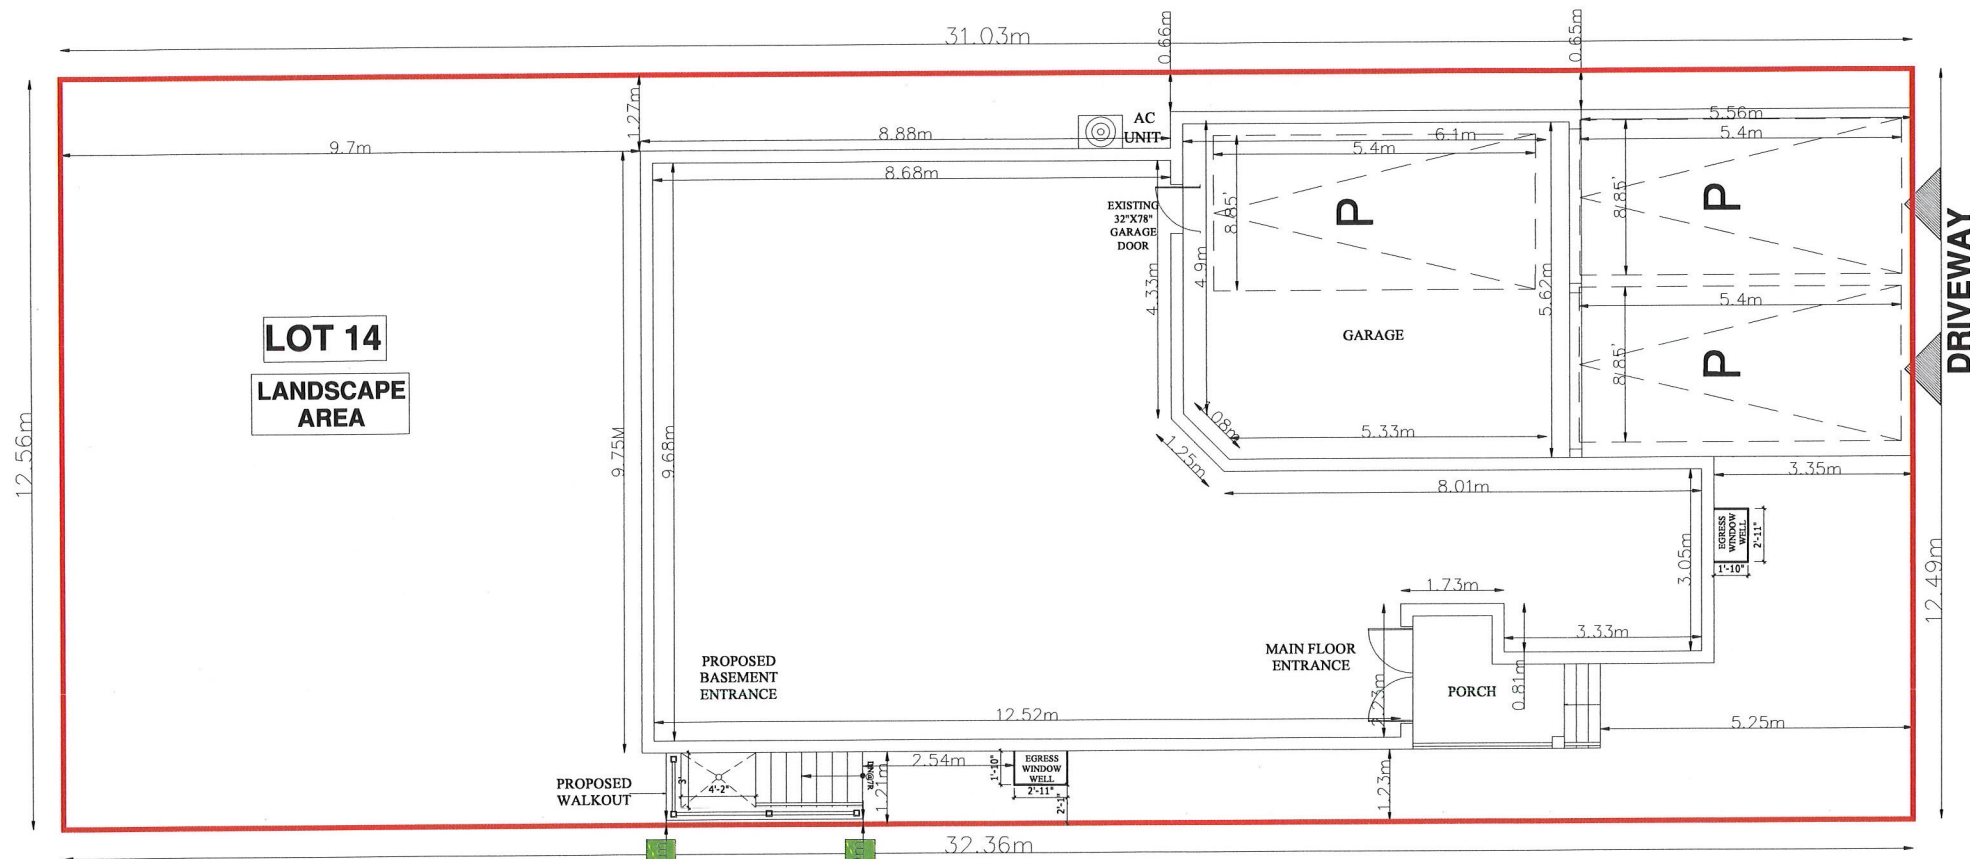 31.03m
0.66m
0.65m
1.27m
9.7m
8.88m
AC
UNIT
8.68m
6.1m
5.4m
5.56m
5.4m
EXISTING
32"X78"
GARAGE
DOOR
8.85'
P
8.85'
P
4.33m
4.9m
5.62m
GARAGE
5.4m
8.85'
P
DRIVEWAY
LOT 14
LANDSCAPE
AREA
12.56m
9.75M
9.68m
1.25m
5.33m
8.01m
3.35m
EGRESS
WINDOW
WELL
2'-11"
1'-10"
3.05m
12.49m
1.73m
3.33m
MAIN FLOOR
ENTRANCE
PORCH
0.81m
2.23m
5.25m
PROPOSED
BASEMENT
ENTRANCE
12.52m
PROPOSED
WALKOUT
3'
4'-2"
1.21m
2.54m
1'-10"
EGRESS
WINDOW
WELL
2'-11"
2'-1"
1.23m
32.36m